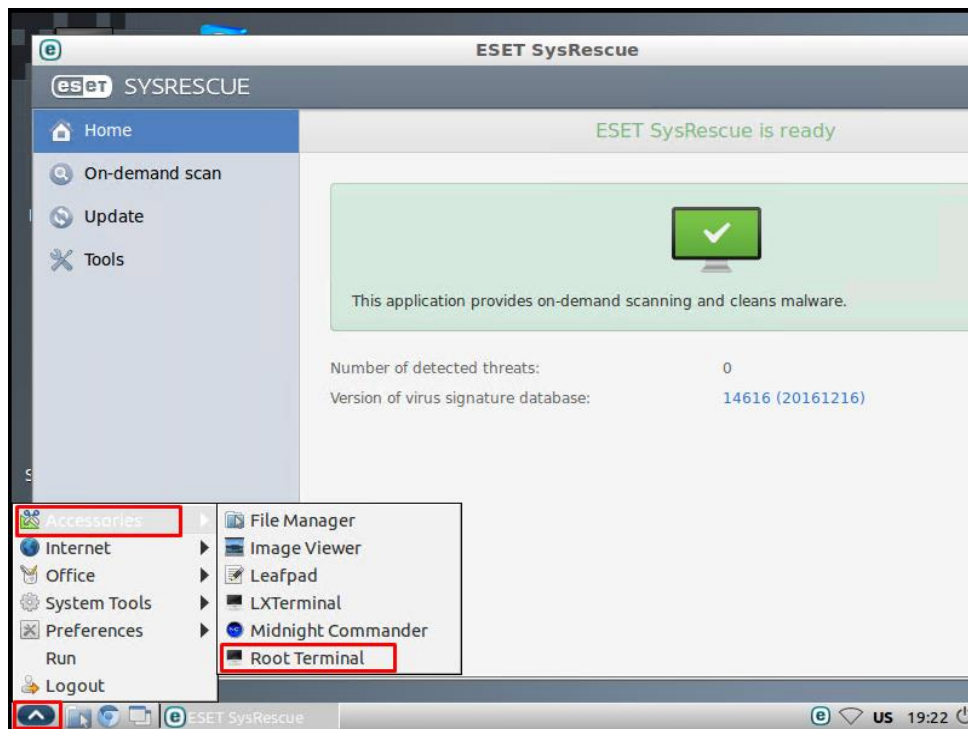 ESET SysRescue
eseT SYSRESCUE
Home
ESET SysRescue is ready
On-demand scan
Update
Tools
This application provides on-demand scanning and cleans malware.
Number of detected threats: 0
Version of virus signature database: 14616 (20161216)
Accessories
Internet
Office
System Tools
Preferences
Run
Logout
File Manager
Image Viewer
Leafpad
LXTerminal
Midnight Commander
Root Terminal
ESET SysRescue
US 19:22